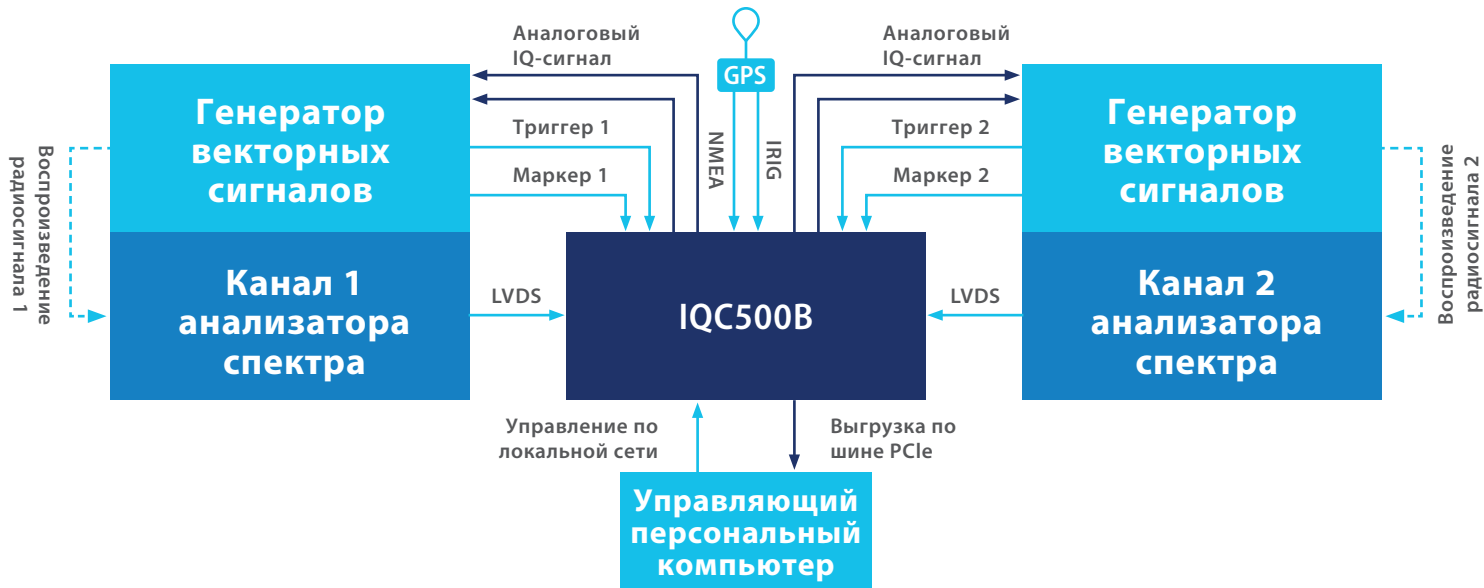 Аналоговый
IQ-сигнал
GPS
Аналоговый
IQ-сигнал
Генератор
векторных
сигналов
Триггер 1
Маркер 1
NMEA
IRIG
Триггер 2
Маркер 2
Генератор
векторных
сигналов
Воспроизведение
радиосигнала 1
Воспроизведение
радиосигнала 2
Канал 1
анализатора
спектра
LVDS
IQC500B
LVDS
Канал 2
анализатора
спектра
Управление по
локальной сети
Выгрузка по
шине PCIe
Управляющий
персональный
компьютер